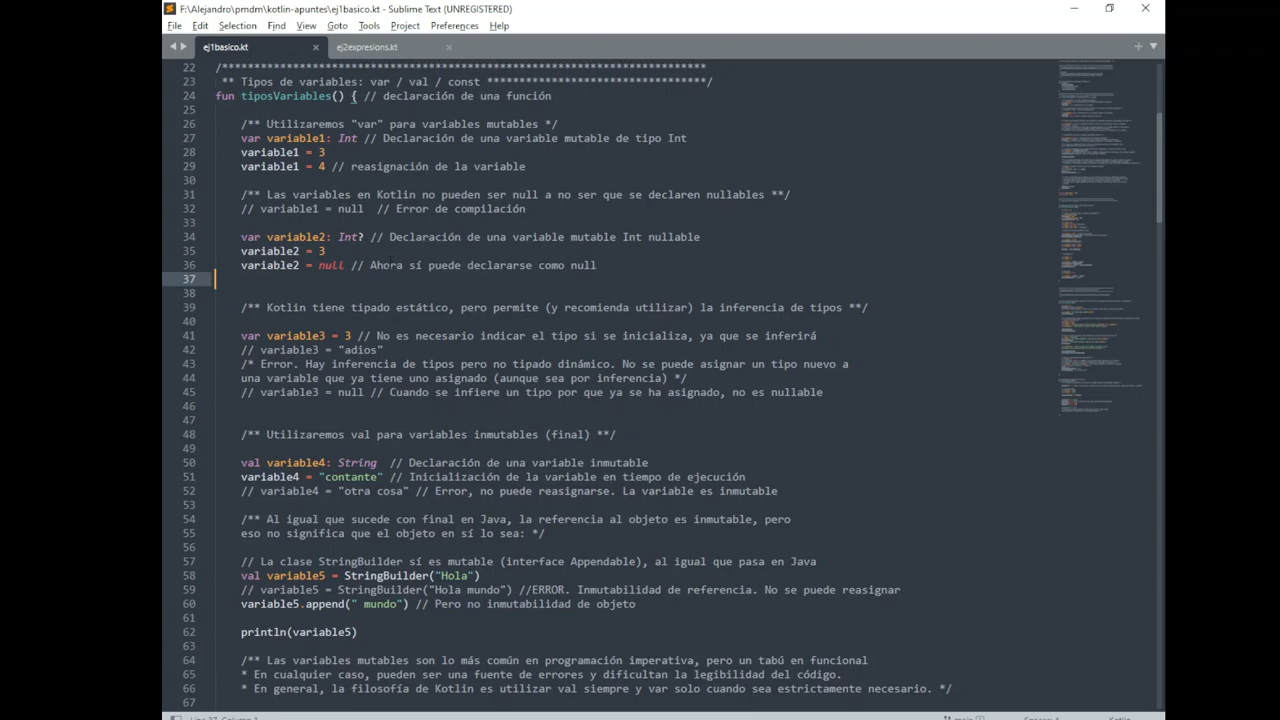 F:\Alejandro\pmdm\kotlin-apuntes\ej1basico.kt - Sublime Text (UNREGISTERED)
File Edit Selection Find View Goto Tools Project Preferences Help
ej1basico.kt ej2expresions.kt
22 /**************************************************************************
23 ** Tipos de variables: var / val / const **********************************/
24 fun tiposVariables() { // declaración de una función
25
26 /** Utilizaremos "var" para variables mutables */
27 var variable1: Int // Declaración de una variable mutable de tipo Int
28 variable1 = 3
29 variable1 = 4 // reasignación de la variable
30
31 /** Las variables en Kotlin no pueden ser null a no ser que se declaren nullables **/
32 // variable1 = null // Error de compilación
33
34 var variable2: Int? // Declaración de una variable mutable Int nullable
35 variable2 = 3
36 variable2 = null // Ahora sí puede declararse como null
37
38
39 /** Kotlin tiene tipado estático, pero permite (y recomienda utilizar) la inferencia de tipos **/
40
41 var variable3 = 3 // No es necesario indicar el tipo si se inicializa, ya que se inferirá
42 // variable3 = "adios"
43 /* Error. Hay inferencia de tipos pero no tipado dinámico. No se puede asignar un tipo nuevo a
44 una variable que ya tiene uno asignado (aunque sea por inferencia) */
45 // variable3 = null // Cuando se infiere un tipo por que ya se ha asignado, no es nullable
46
47
48 /** Utilizaremos val para variables inmutables (final) **/
49
50 val variable4: String // Declaración de una variable inmutable
51 variable4 = "contante" // Inicialización de la variable en tiempo de ejecución
52 // variable4 = "otra cosa" // Error, no puede reasignarse. La variable es inmutable
53
54 /** Al igual que sucede con final en Java, la referencia al objeto es inmutable, pero
55 eso no significa que el objeto en sí lo sea: */
56
57 // La clase StringBuilder sí es mutable (interface Appendable), al igual que pasa en Java
58 val variable5 = StringBuilder("Hola")
59 // variable5 = StringBuilder("Hola mundo") //ERROR. Inmutabilidad de referencia. No se puede reasignar
60 variable5.append(" mundo") // Pero no inmutabilidad de objeto
61
62 println(variable5)
63
64 /** Las variables mutables son lo más común en programación imperativa, pero un tabú en funcional
65 * En cualquier caso, pueden ser una fuente de errores y dificultan la legibilidad del código.
66 * En general, la filosofía de Kotlin es utilizar val siempre y var solo cuando sea estrictamente necesario. */
67